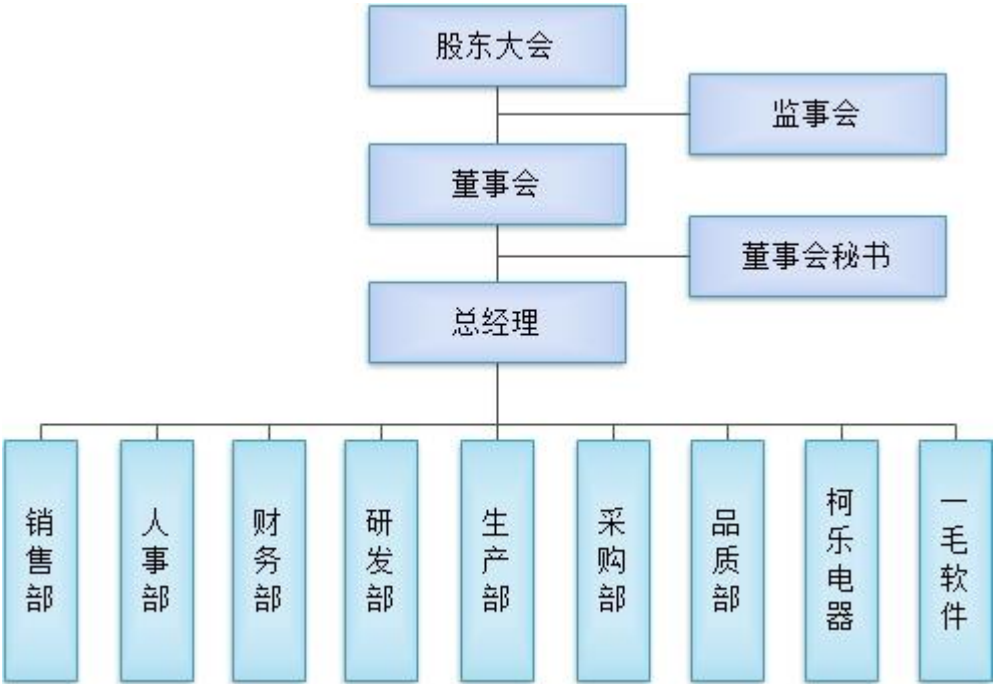 股东大会
监事会
董事会
董事会秘书
总经理
销售部
人事部
财务部
研发部
生产部
采购部
品质部
柯乐电器
一毛软件